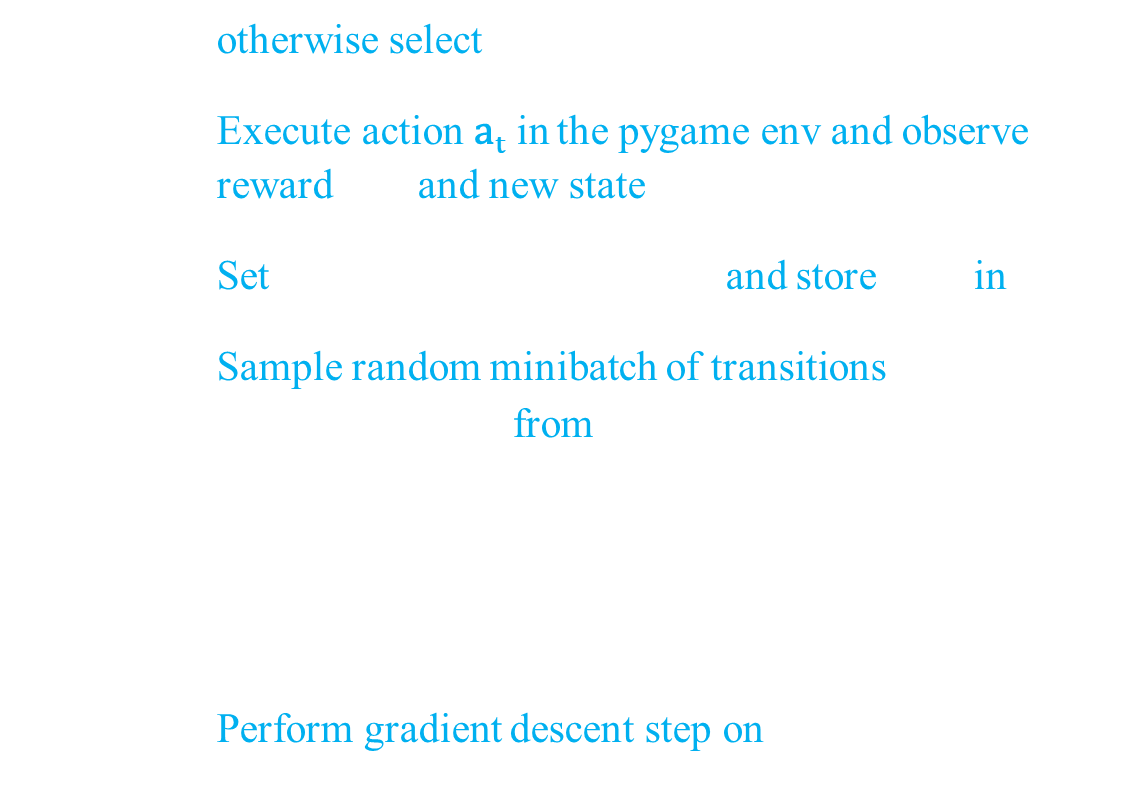 otherwise select
Execute action aₜ in the pygame env and observe
reward and new state
Set and store in
Sample random minibatch of transitions
from
Perform gradient descent step on